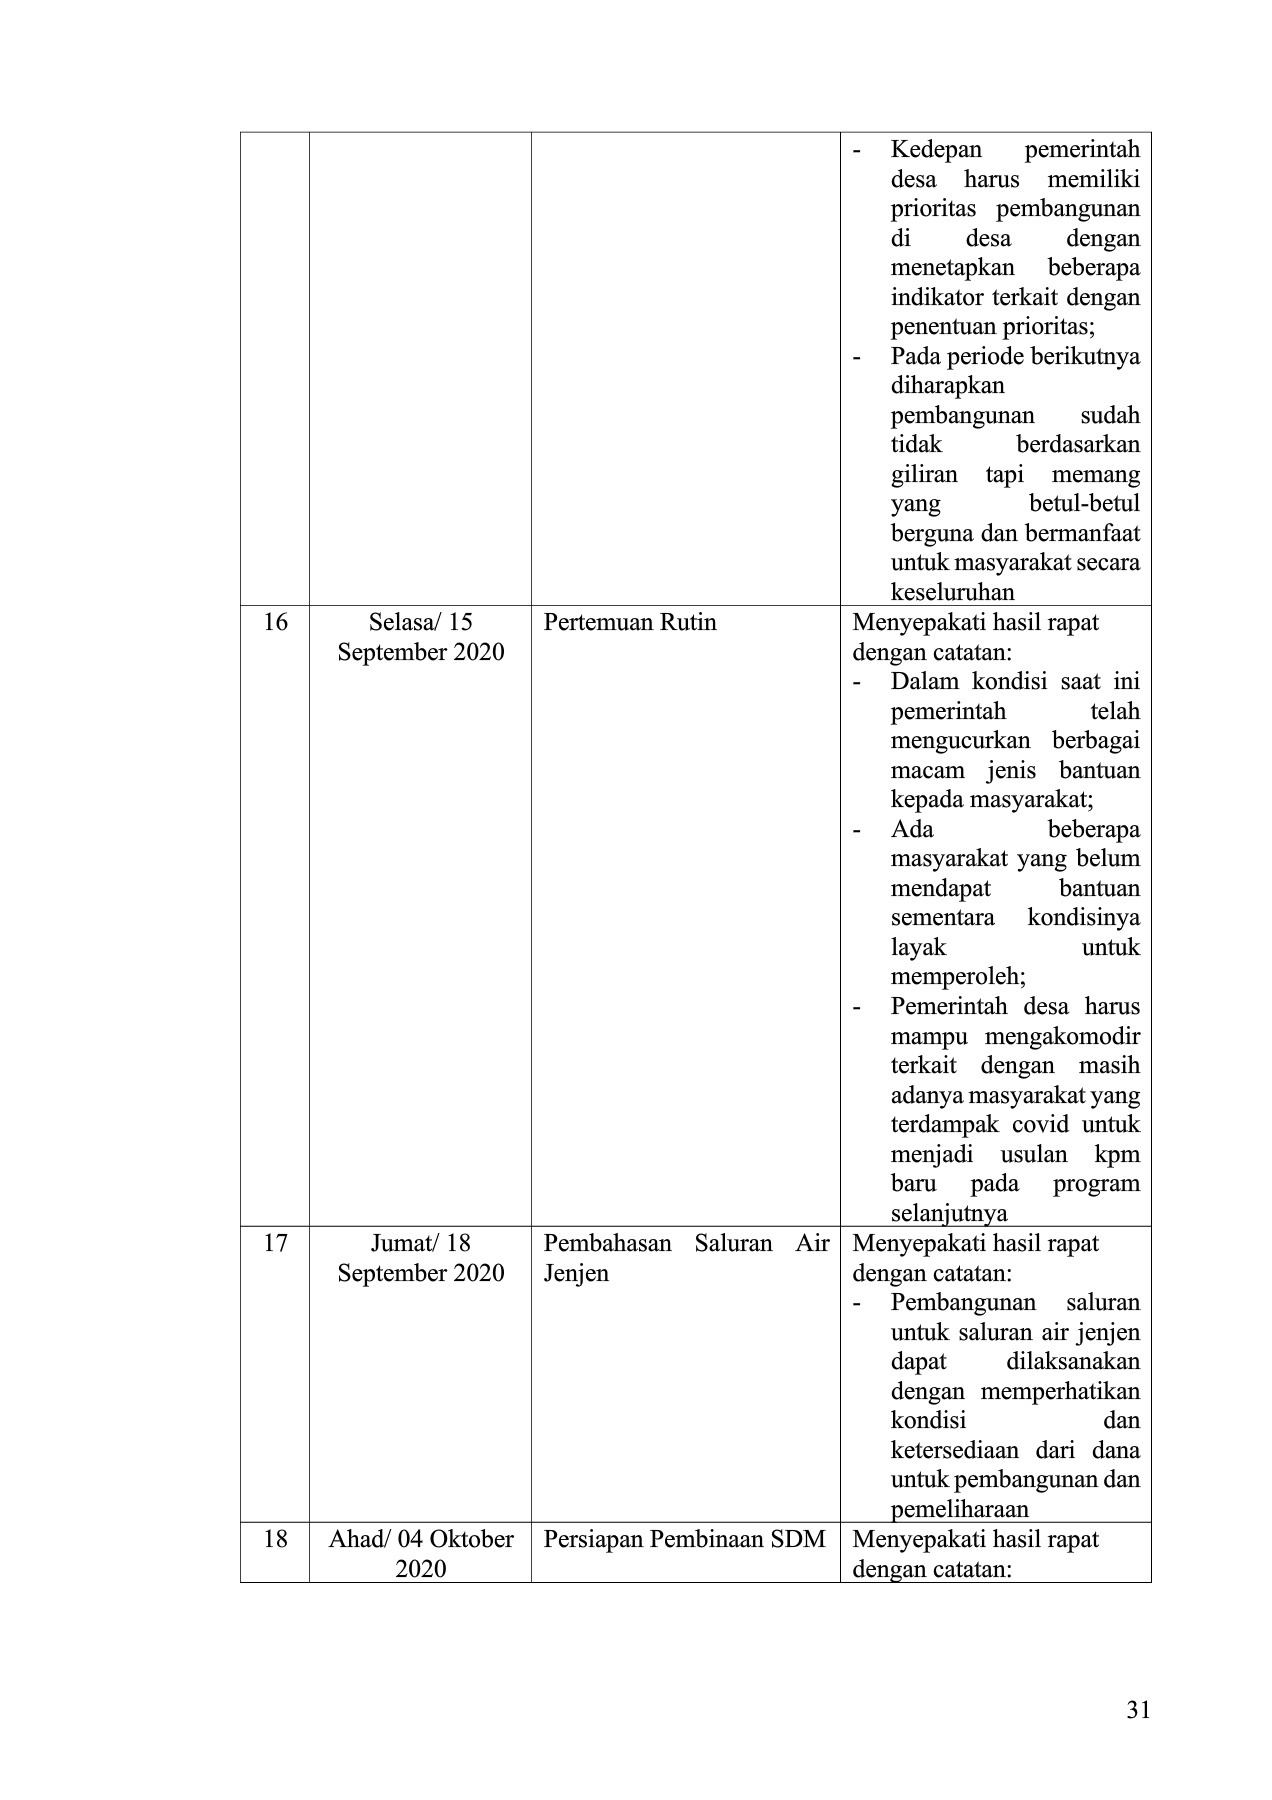 - Kedepan pemerintah
desa harus memiliki
prioritas pembangunan
di desa dengan
menetapkan beberapa
indikator terkait dengan
penentuan prioritas;
- Pada periode berikutnya
diharapkan
pembangunan sudah
tidak berdasarkan
giliran tapi memang
yang betul-betul
berguna dan bermanfaat
untuk masyarakat secara
keseluruhan
16
Selasa/ 15
September 2020
Pertemuan Rutin
Menyepakati hasil rapat
dengan catatan:
- Dalam kondisi saat ini
pemerintah telah
mengucurkan berbagai
macam jenis bantuan
kepada masyarakat;
- Ada beberapa
masyarakat yang belum
mendapat bantuan
sementara kondisinya
layak untuk
memperoleh;
- Pemerintah desa harus
mampu mengakomodir
terkait dengan masih
adanya masyarakat yang
terdampak covid untuk
menjadi usulan kpm
baru pada program
selanjutnya
17
Jumat/ 18
September 2020
Pembahasan Saluran Air
Jenjen
Menyepakati hasil rapat
dengan catatan:
- Pembangunan saluran
untuk saluran air jenjen
dapat dilaksanakan
dengan memperhatikan
kondisi dan
ketersediaan dari dana
untuk pembangunan dan
pemeliharaan
18
Ahad/ 04 Oktober
2020
Persiapan Pembinaan SDM
Menyepakati hasil rapat
dengan catatan:
31